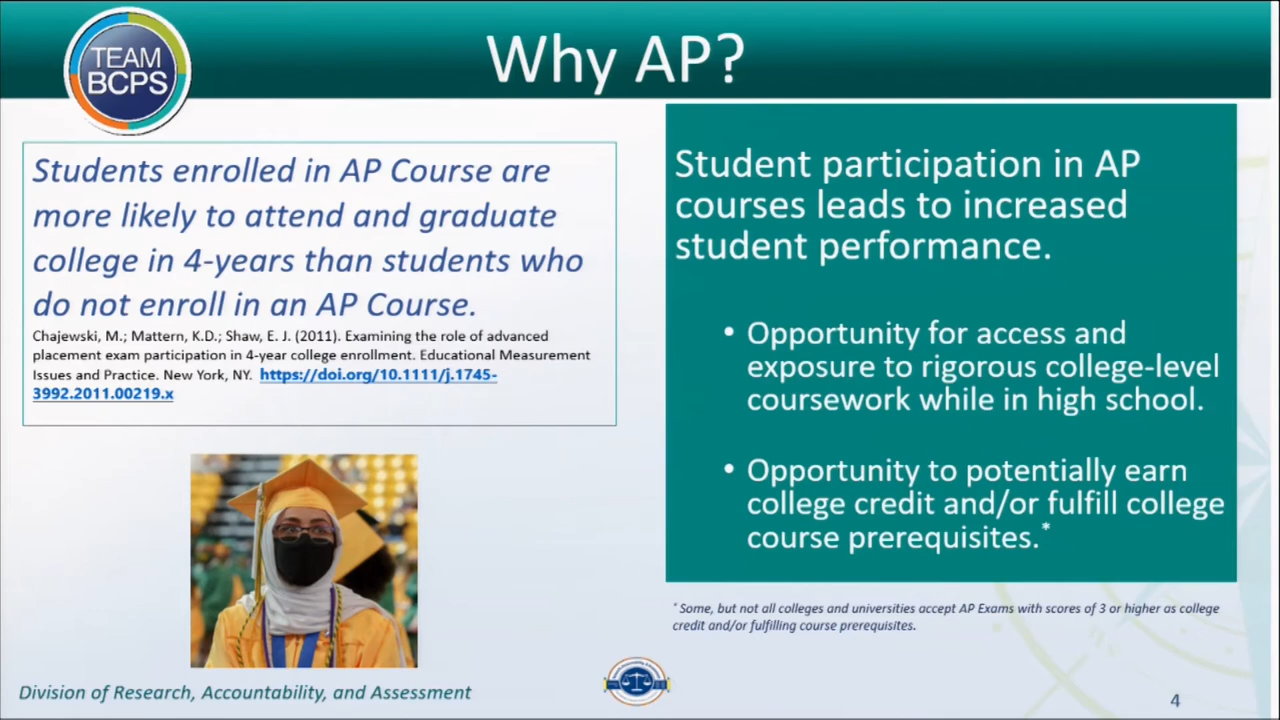 TEAM
BCPS
Why AP?
Students enrolled in AP Course are
more likely to attend and graduate
college in 4-years than students who
do not enroll in an AP Course.
Chajewski, M.; Mattern, K.D.; Shaw, E. J. (2011). Examining the role of advanced
placement exam participation in 4-year college enrollment. Educational Measurement
Issues and Practice. New York, NY. https://doi.org/10.1111/j.1745-
3992.2011.00219.x
Student participation in AP
courses leads to increased
student performance.
• Opportunity for access and
exposure to rigorous college-level
coursework while in high school.
• Opportunity to potentially earn
college credit and/or fulfill college
course prerequisites.*
* Some, but not all colleges and universities accept AP Exams with scores of 3 or higher as college
credit and/or fulfilling course prerequisites.
Division of Research, Accountability, and Assessment
4